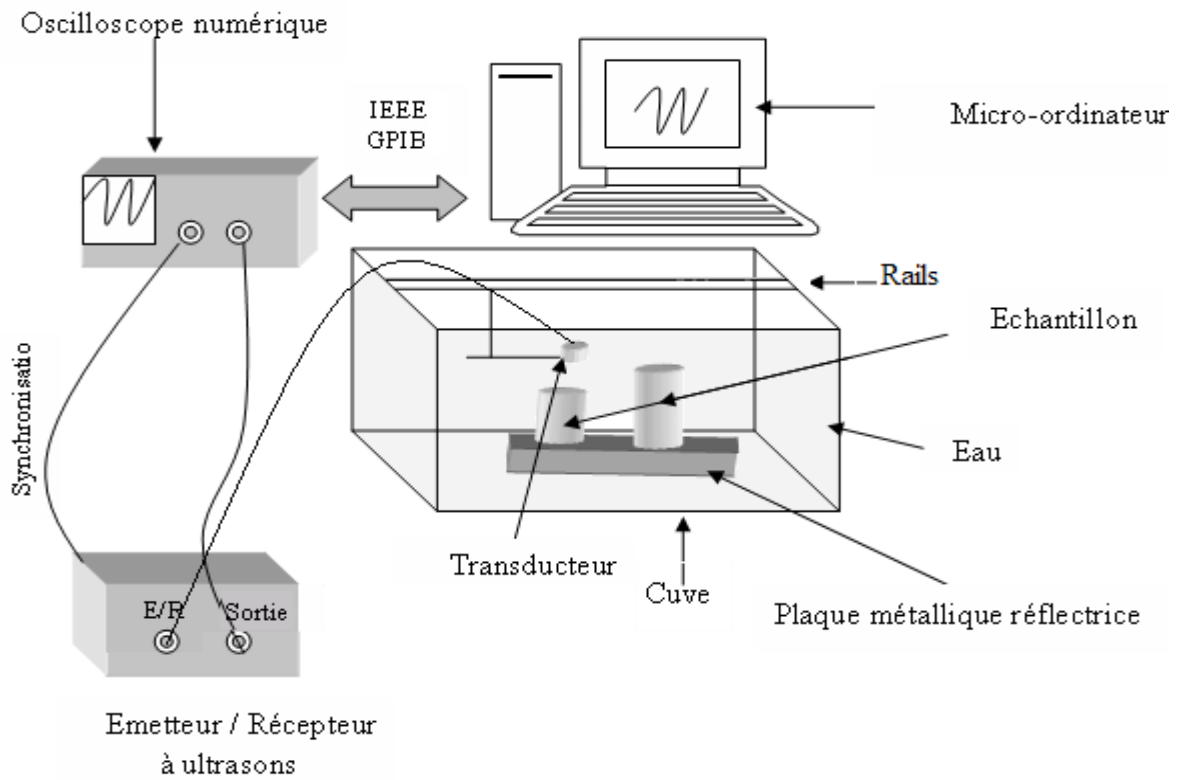 Oscilloscope numérique
IEEE
GPIB
Micro-ordinateur
Rails
Echantillon
Synchronisatio
Eau
Transducteur
Cuve
E/R
Sortie
Plaque métallique réflectrice
Emetteur / Récepteur
à ultrasons